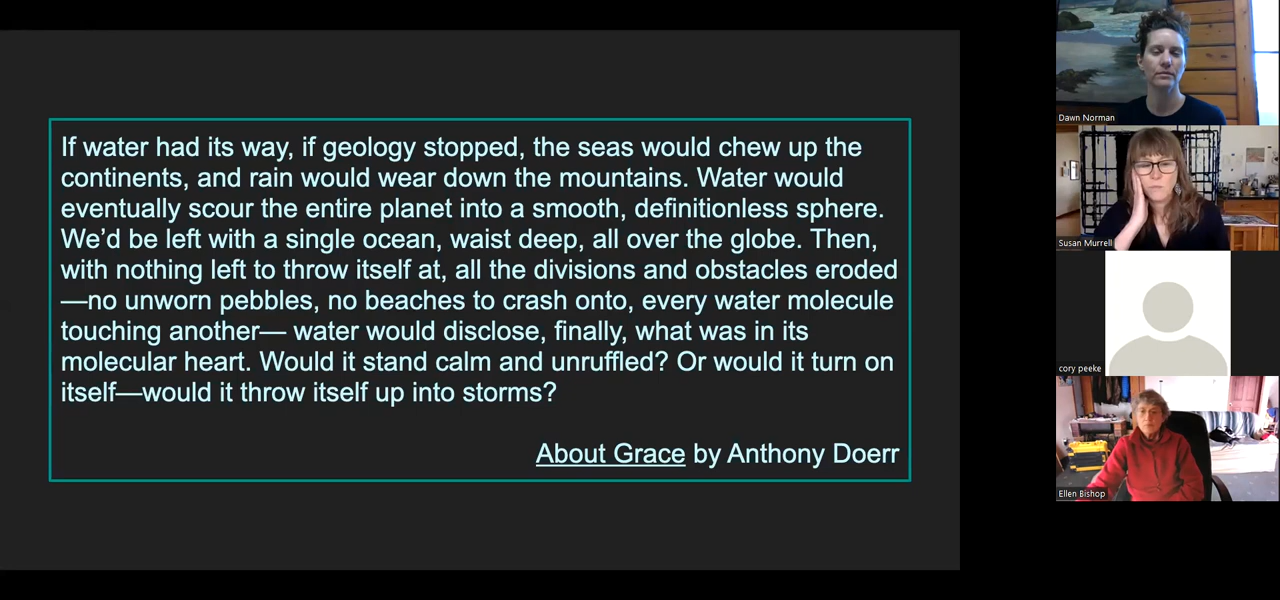 If water had its way, if geology stopped, the seas would chew up the
continents, and rain would wear down the mountains. Water would
eventually scour the entire planet into a smooth, definitionless sphere.
We’d be left with a single ocean, waist deep, all over the globe. Then,
with nothing left to throw itself at, all the divisions and obstacles eroded
—no unworn pebbles, no beaches to crash onto, every water molecule
touching another— water would disclose, finally, what was in its
molecular heart. Would it stand calm and unruffled? Or would it turn on
itself—would it throw itself up into storms?
About Grace by Anthony Doerr
Dawn Norman
Susan Murrell
cory peeke
Ellen Bishop